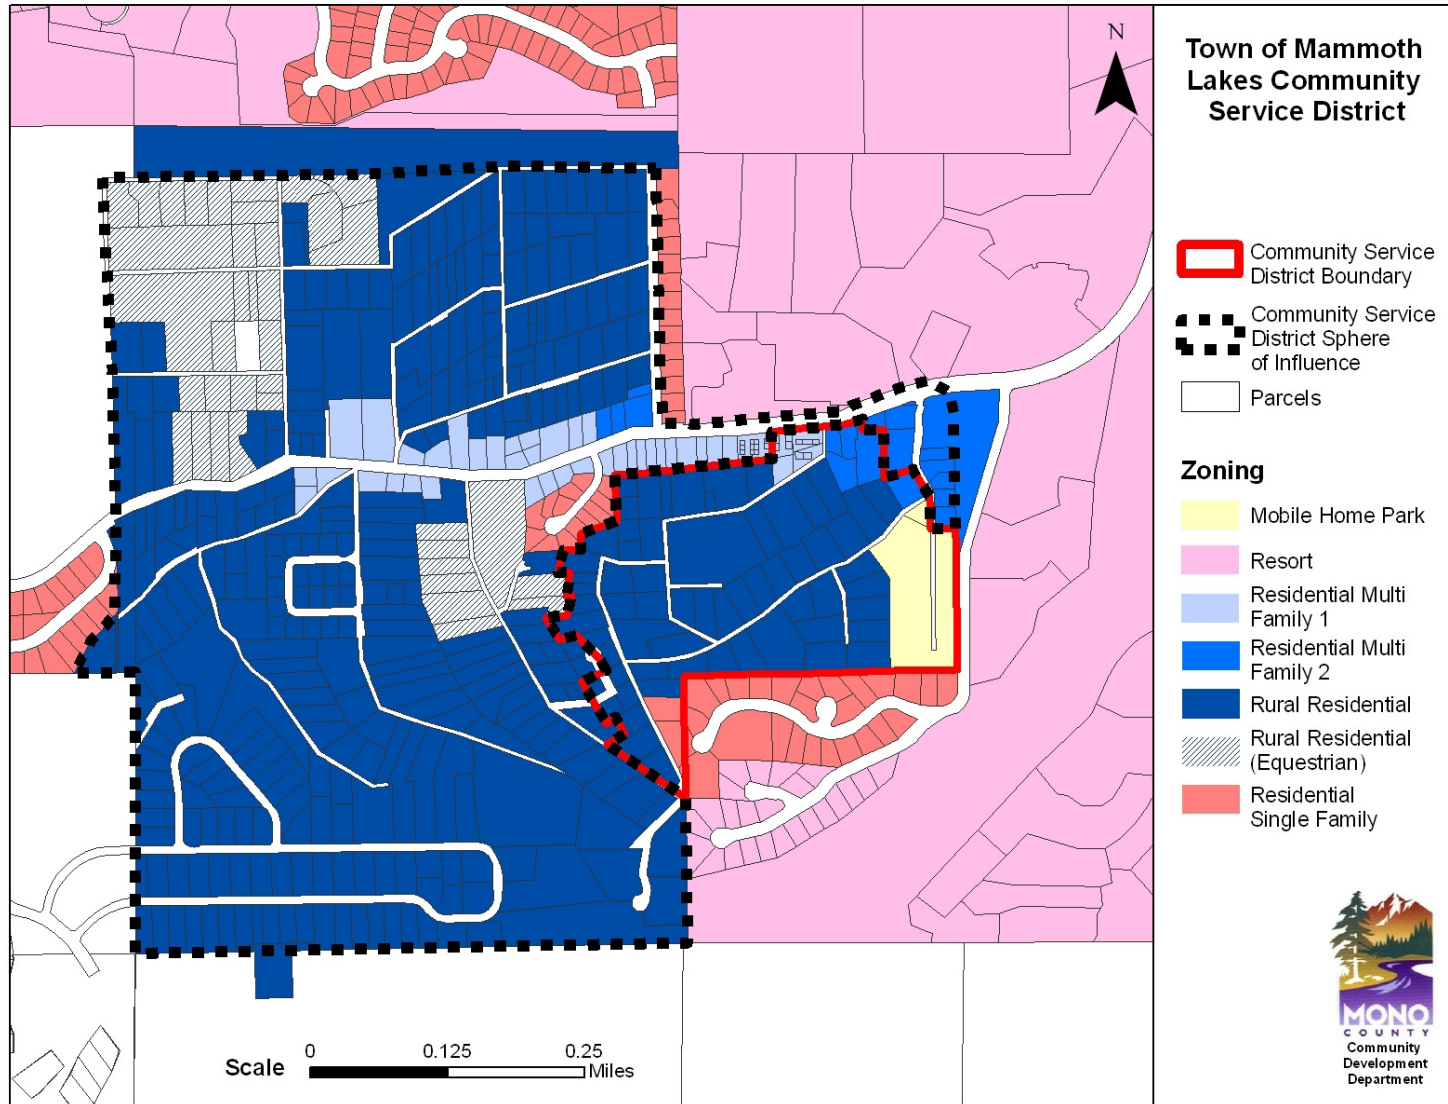 Town of Mammoth
Lakes Community
Service District
N
Community Service
District Boundary
Community Service
District Sphere
of Influence
Parcels
Zoning
Mobile Home Park
Resort
Residential Multi
Family 1
Residential Multi
Family 2
Rural Residential
Rural Residential
(Equestrian)
Residential
Single Family
Scale
0 0.125 0.25
Miles
MONO
COUNTY
Community
Development
Department